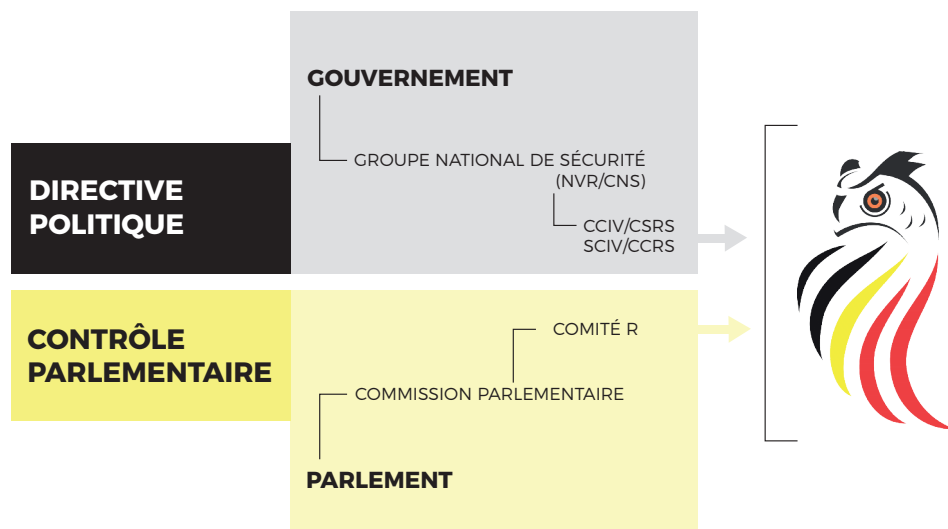 GOUVERNEMENT
GROUPE NATIONAL DE SÉCURITÉ
(NVR/CNS)
DIRECTIVE
POLITIQUE
CCIV/CSRS
SCIV/CCRS
CONTRÔLE
PARLEMENTAIRE
COMITÉ R
COMMISSION PARLEMENTAIRE
PARLEMENT